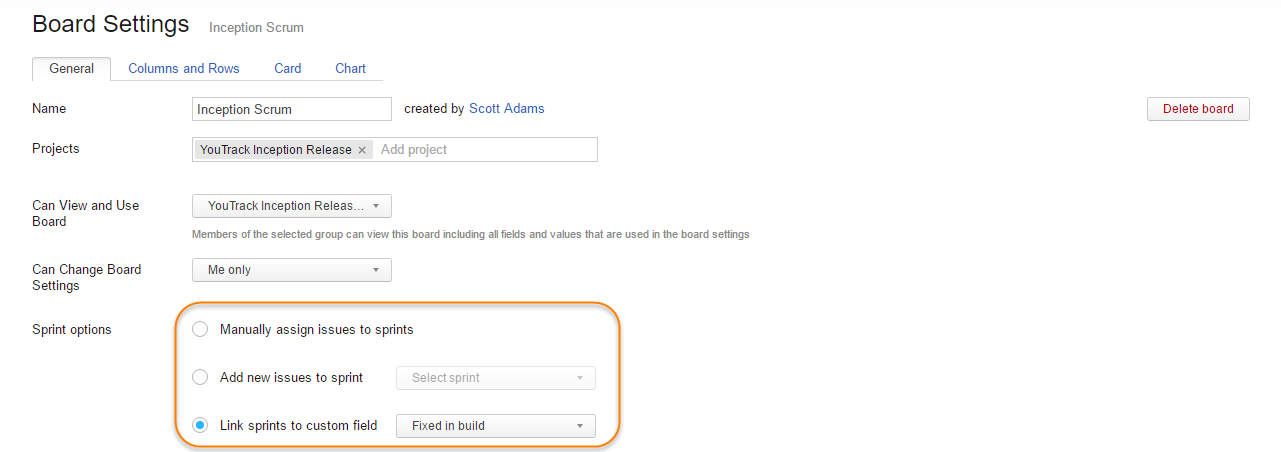 Board Settings Inception Scrum
General Columns and Rows Card Chart
Name Inception Scrum created by Scott Adams Delete board
Projects YouTrack Inception Release × Add project
Can View and Use
Board
YouTrack Inception Releas...
Members of the selected group can view this board including all fields and values that are used in the board settings
Can Change Board
Settings
Me only
Sprint options Manually assign issues to sprints
Add new issues to sprint Select sprint
Link sprints to custom field Fixed in build